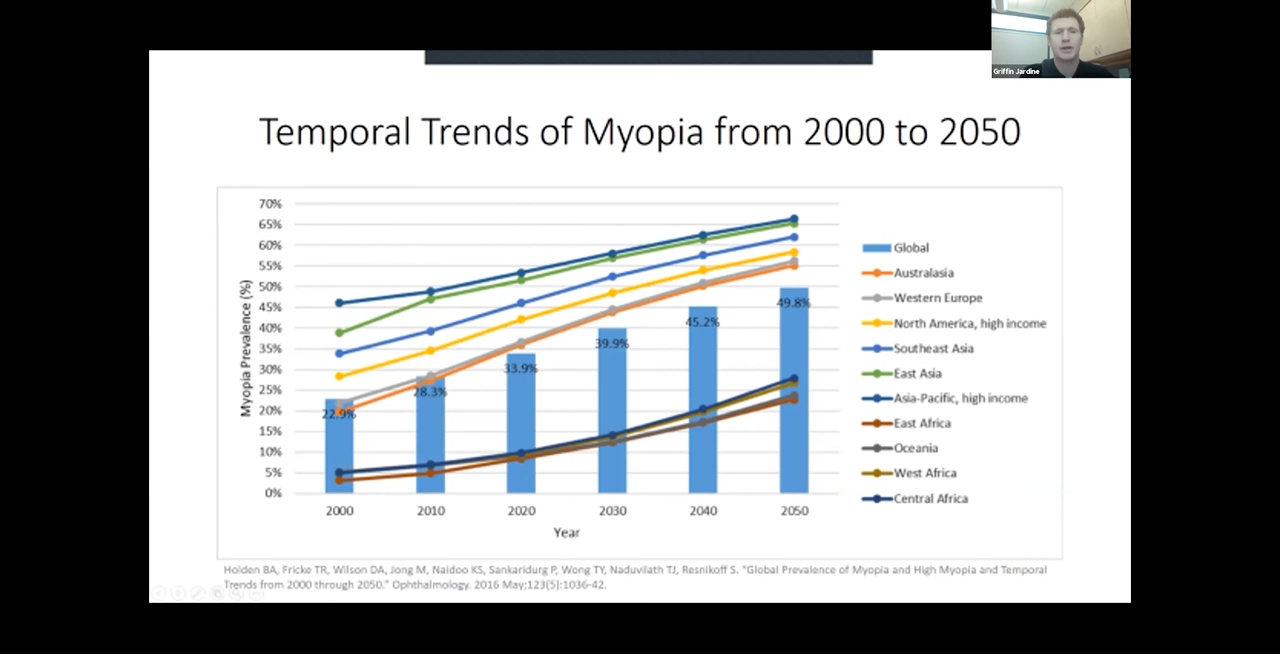 Griffin Jardine
Temporal Trends of Myopia from 2000 to 2050
Myopia Prevalence (%)
70%
65%
60%
55%
50%
45%
40%
35%
30%
25%
20%
15%
10%
5%
0%
22.9%
28.3%
33.9%
39.9%
45.2%
49.8%
2000 2010 2020 2030 2040 2050
Year
Global
Australasia
Western Europe
North America, high income
Southeast Asia
East Asia
Asia-Pacific, high income
East Africa
Oceania
West Africa
Central Africa
Holden BA, Fricke TR, Wilson DA, Jong M, Naidoo KS, Sankaridurg P, Wong TY, Naduvilath TJ, Resnikoff S. "Global Prevalence of Myopia and High Myopia and Temporal
Trends from 2000 through 2050." Ophthalmology. 2016 May;123(5):1036-42.